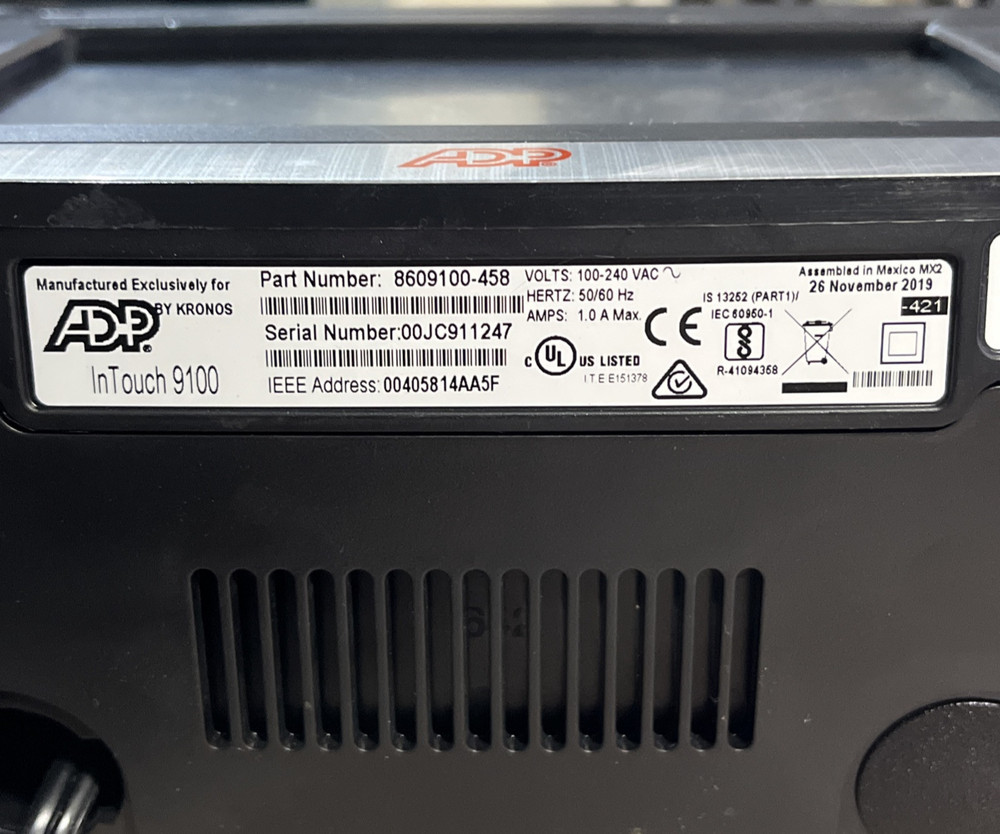 ADP
Manufactured Exclusively for
ADP® BY KRONOS
InTouch 9100
Part Number: 8609100-458
Serial Number:00JC911247
IEEE Address: 00405814AA5F
VOLTS: 100-240 VAC
HERTZ: 50/60 Hz
AMPS: 1.0 A Max.
CE
c UL US LISTED
I.T.E E151378
IS 13252 (PART1)/
IEC 60950-1
R-41094358
Assembled in Mexico MX2
26 November 2019
-421